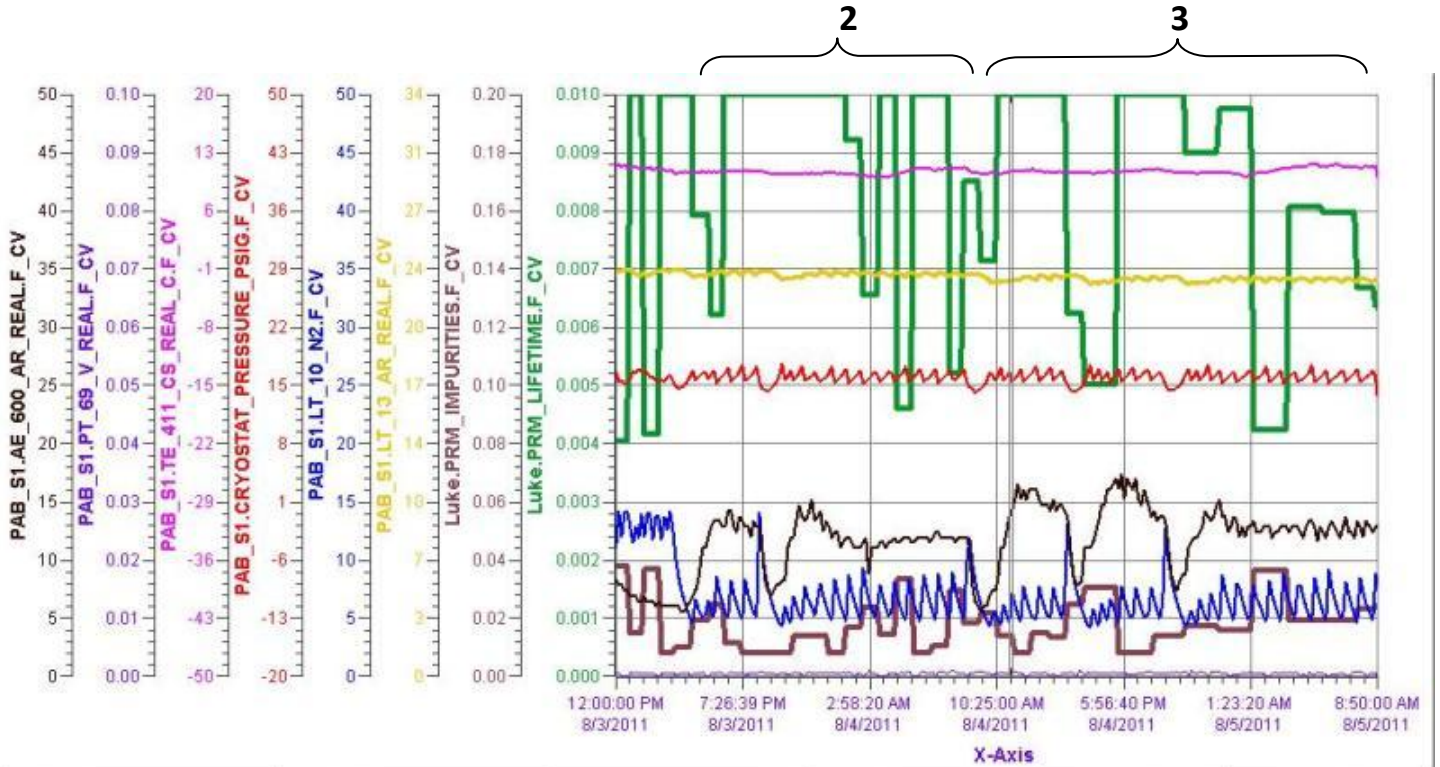 2 3
50 0.10 20 50 50 34 0.20 0.010
45 0.09 13 43 45 31 0.18 0.009
40 0.08 6 36 40 27 0.16 0.008
35 0.07 -1 29 35 24 0.14 0.007
30 0.06 -8 22 30 20 0.12 0.006
25 0.05 -15 15 25 17 0.10 0.005
20 0.04 -22 8 20 14 0.08 0.004
15 0.03 -29 1 15 10 0.06 0.003
10 0.02 -36 -6 10 7 0.04 0.002
5 0.01 -43 -13 5 3 0.02 0.001
0 0.00 -50 -20 0 0 0.00 0.000
PAB_S1.AE_600_AR_REAL.F_CV
PAB_S1.PT_69_V_REAL.F_CV
PAB_S1.TE_411_CS_REAL_C.F_CV
PAB_S1.CRYOSTAT_PRESSURE_PSIG.F_CV
PAB_S1.LT_10_N2.F_CV
PAB_S1.LT_13_AR_REAL.F_CV
Luke.PRM_IMPURITIES.F_CV
Luke.PRM_LIFETIME.F_CV
12:00:00 PM 7:26:39 PM 2:58:20 AM 10:25:00 AM 5:56:40 PM 1:23:20 AM 8:50:00 AM
8/3/2011 8/3/2011 8/4/2011 8/4/2011 8/4/2011 8/5/2011 8/5/2011
X-Axis